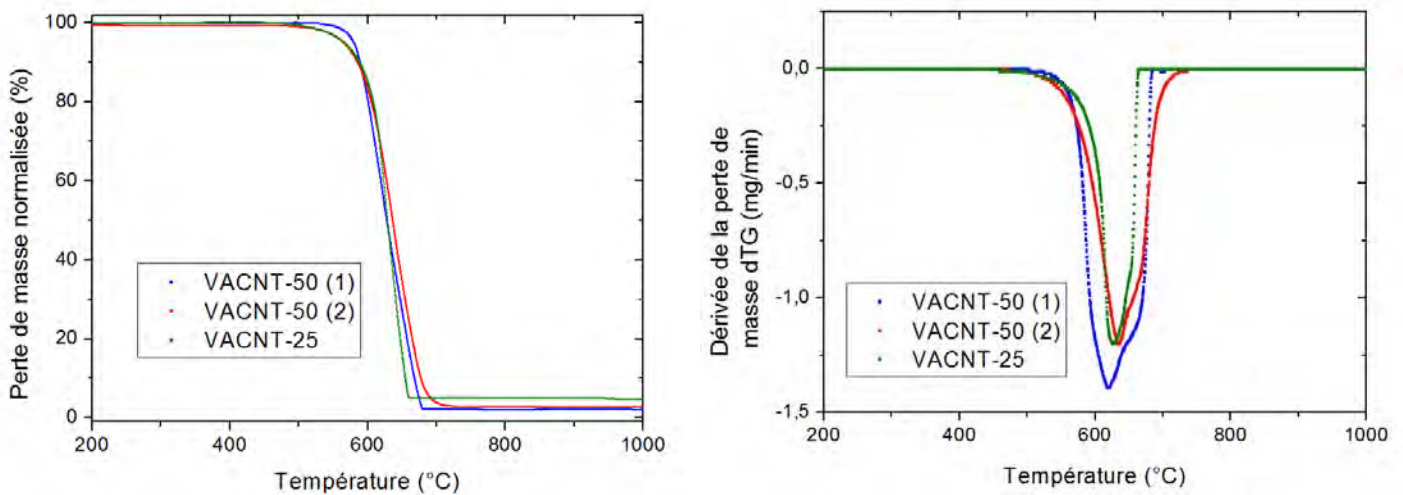 Perte de masse normalisée (%)
100
80
60
40
20
0
VACNT-50 (1)
VACNT-50 (2)
VACNT-25
200
400
600
800
1000
Température (°C)
Dérivée de la perte de
masse dTG (mg/min)
0,0
-0,5
-1,0
-1,5
VACNT-50 (1)
VACNT-50 (2)
VACNT-25
200
400
600
800
1000
Température (°C)